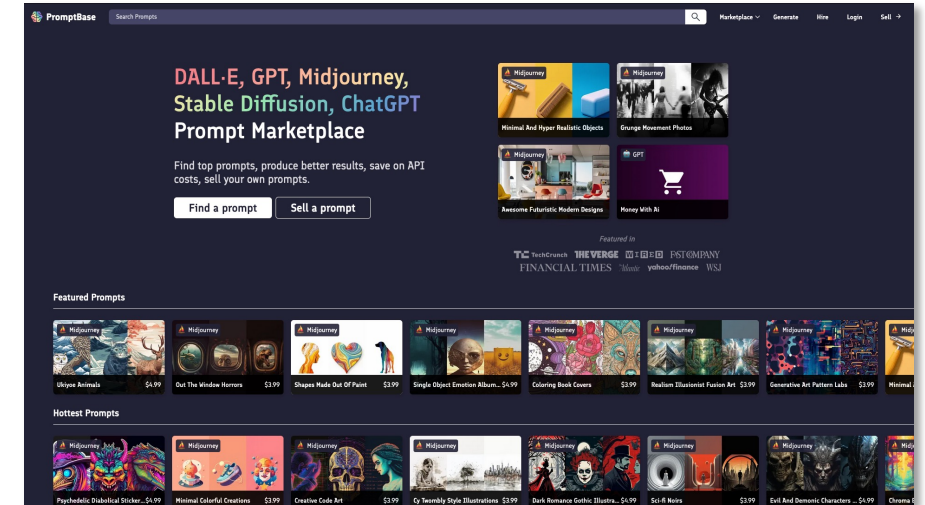 PromptBase
Search Prompts
Marketplace
Generate
Hire
Login
Sell →
DALL·E, GPT, Midjourney,
Stable Diffusion, ChatGPT
Prompt Marketplace
Find top prompts, produce better results, save on API
costs, sell your own prompts.
Find a prompt
Sell a prompt
Midjourney
Minimal And Hyper Realistic Objects
Midjourney
Grunge Movement Photos
Midjourney
Awesome Futuristic Modern Designs
GPT
Money With Ai
Featured in
TechCrunch THE VERGE WIRED FAST COMPANY
FINANCIAL TIMES The Atlantic yahoo/finance WSJ
Featured Prompts
Midjourney
Ukiyoe Animals $4.99
Midjourney
Out The Window Horrors $3.99
Midjourney
Shapes Made Out Of Paint $3.99
Midjourney
Single Object Emotion Album... $4.99
Midjourney
Coloring Book Covers $3.99
Midjourney
Realism Illusionist Fusion Art $3.99
Midjourney
Generative Art Pattern Labs $3.99
Midj
Minimal
Hottest Prompts
Midjourney
Psychedelic Diabolical Sticker... $4.99
Midjourney
Minimal Colorful Creations $3.99
Midjourney
Creative Code Art $3.99
Midjourney
Cy Twombly Style Illustrations $3.99
Midjourney
Dark Romance Gothic Illustra... $4.99
Midjourney
Sci-fi Noirs $3.99
Midjourney
Evil And Demonic Characters ... $4.99
Midj
Chroma